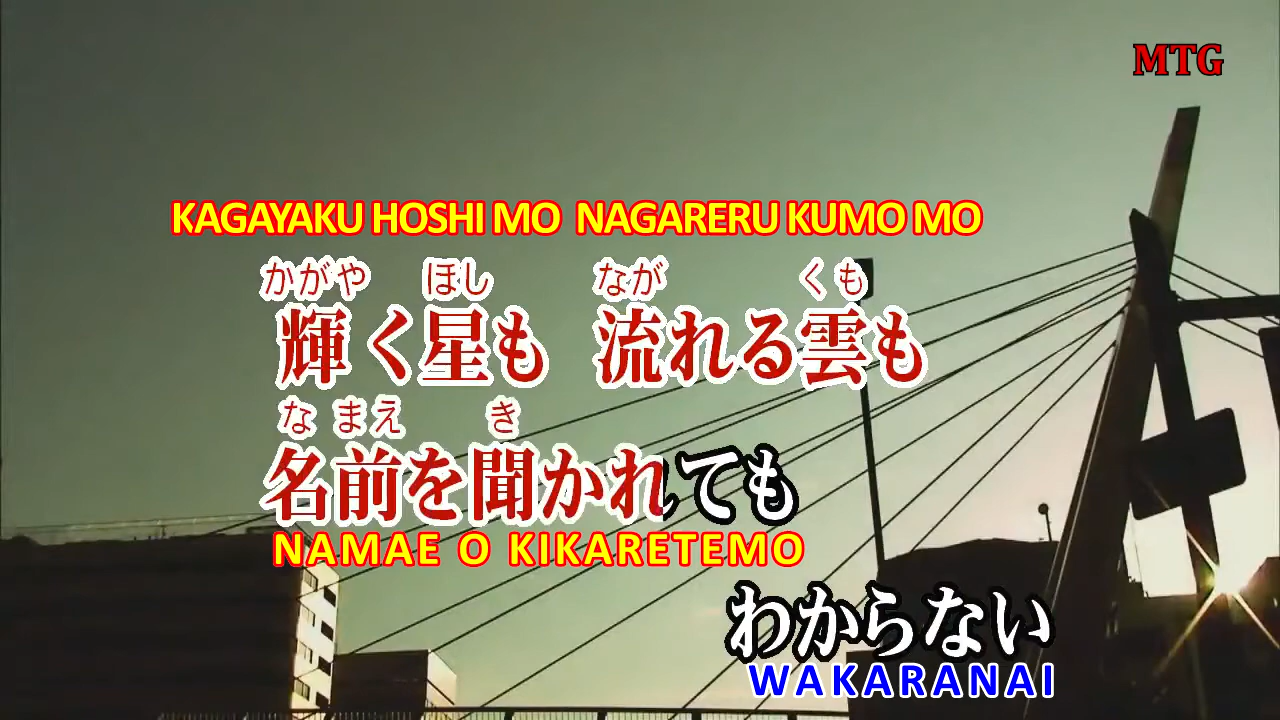 MTG
KAGAYAKU HOSHI MO NAGARERU KUMO MO
かがや ほし なが くも
輝く星も 流れる雲も
な まえ き
名前を聞かれても
NAMAE O KIKARETEMO
わからない
WAKARANAI